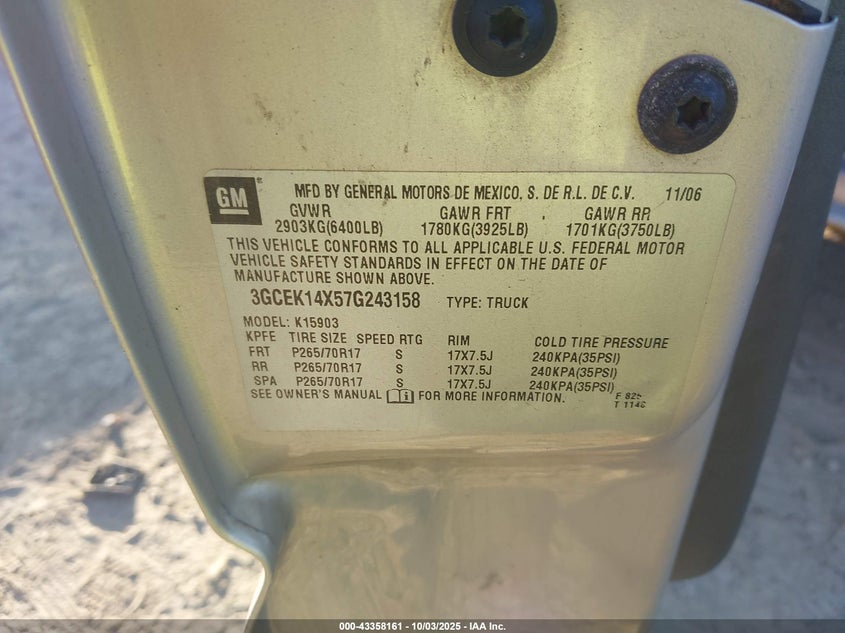 GM
MFD BY GENERAL MOTORS DE MEXICO, S. DE R.L. DE C.V. 11/06
GVWR GAWR FRT GAWR RR
2903KG(6400LB) 1780KG(3925LB) 1701KG(3750LB)
THIS VEHICLE CONFORMS TO ALL APPLICABLE U.S. FEDERAL MOTOR
VEHICLE SAFETY STANDARDS IN EFFECT ON THE DATE OF
MANUFACTURE SHOWN ABOVE.
3GCEK14X57G243158 TYPE: TRUCK
MODEL: K15903
KPFE TIRE SIZE SPEED RTG RIM COLD TIRE PRESSURE
FRT P265/70R17 S 17X7.5J 240KPA(35PSI)
RR P265/70R17 S 17X7.5J 240KPA(35PSI)
SPA P265/70R17 S 17X7.5J 240KPA(35PSI)
SEE OWNER'S MANUAL FOR MORE INFORMATION.
000-43358161 - 10/03/2025 - IAA Inc.